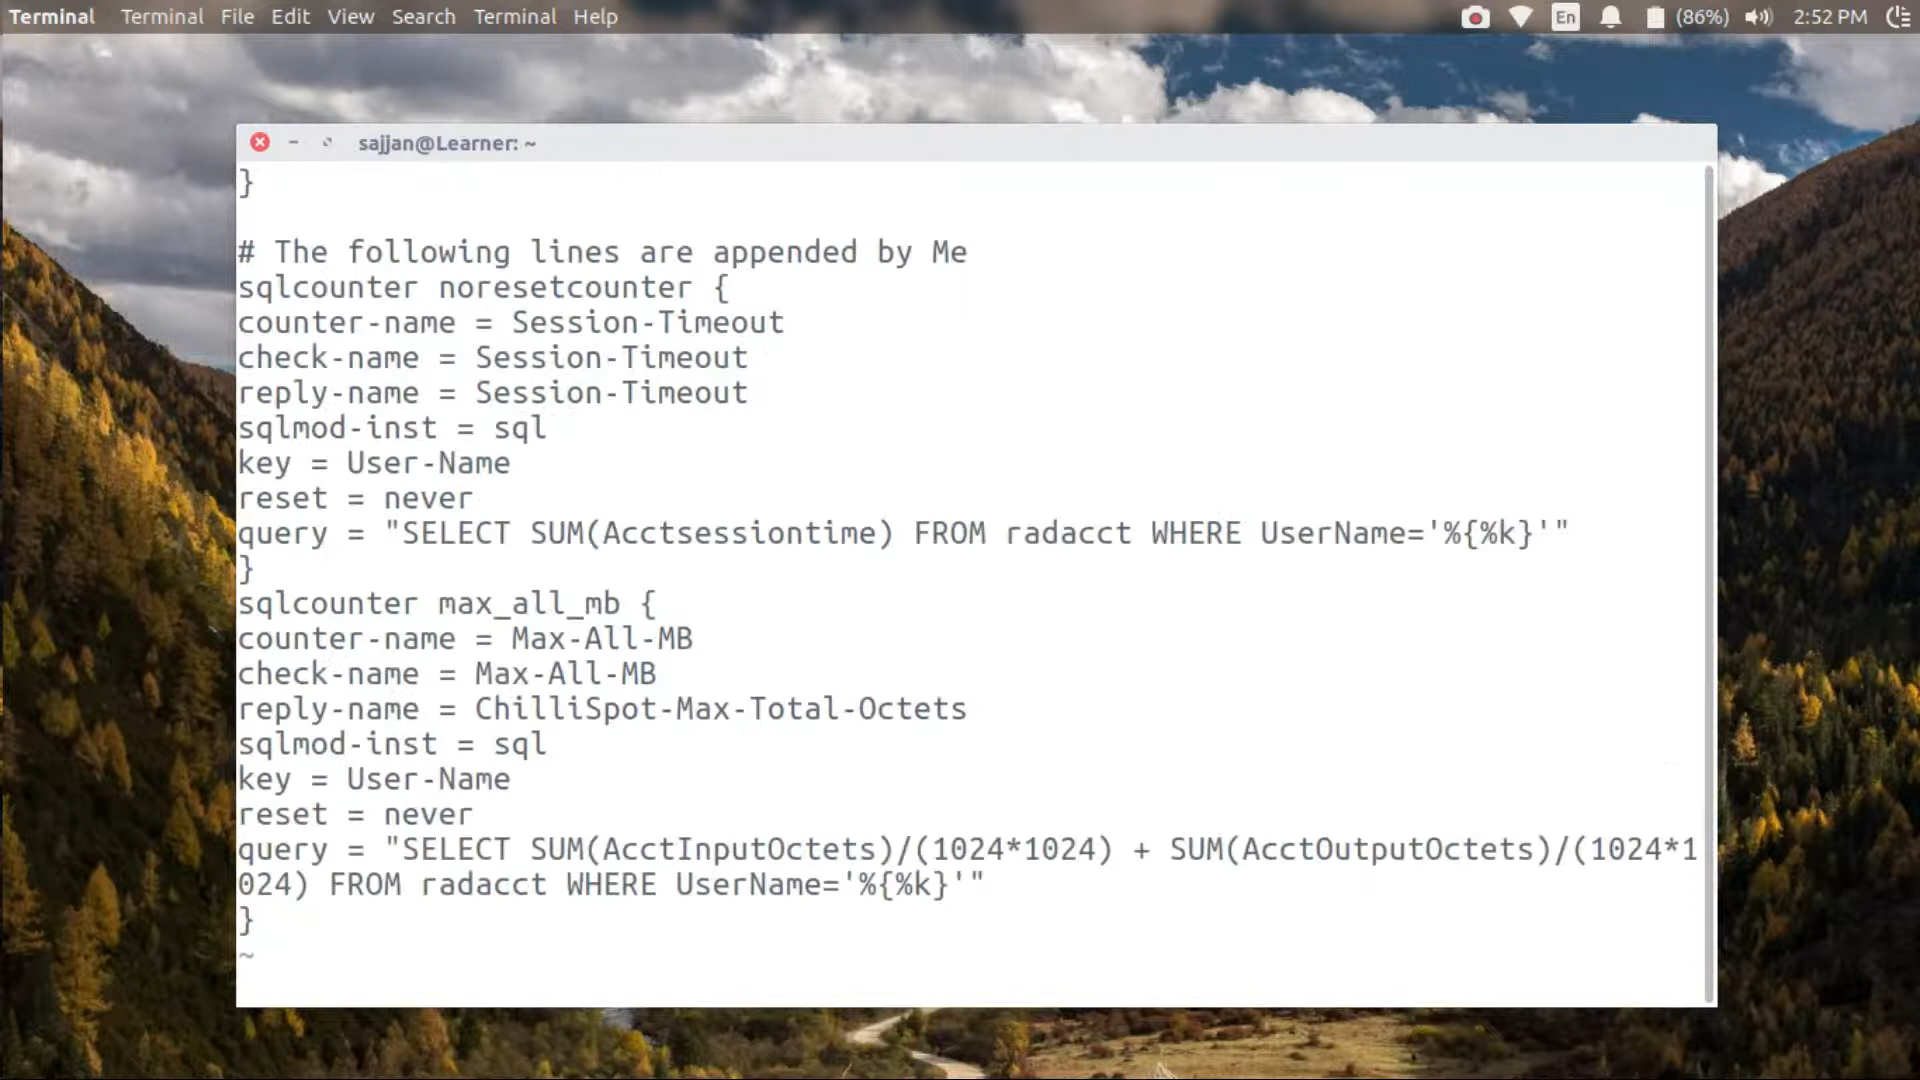 Terminal Terminal File Edit View Search Terminal Help En (86%) 2:52 PM
sajjan@Learner: ~
}
# The following lines are appended by Me
sqlcounter noresetcounter {
counter-name = Session-Timeout
check-name = Session-Timeout
reply-name = Session-Timeout
sqlmod-inst = sql
key = User-Name
reset = never
query = "SELECT SUM(Acctsessiontime) FROM radacct WHERE UserName='%{%k}'"
}
sqlcounter max_all_mb {
counter-name = Max-All-MB
check-name = Max-All-MB
reply-name = ChilliSpot-Max-Total-Octets
sqlmod-inst = sql
key = User-Name
reset = never
query = "SELECT SUM(AcctInputOctets)/(1024*1024) + SUM(AcctOutputOctets)/(1024*1
024) FROM radacct WHERE UserName='%{%k}'"
}
~